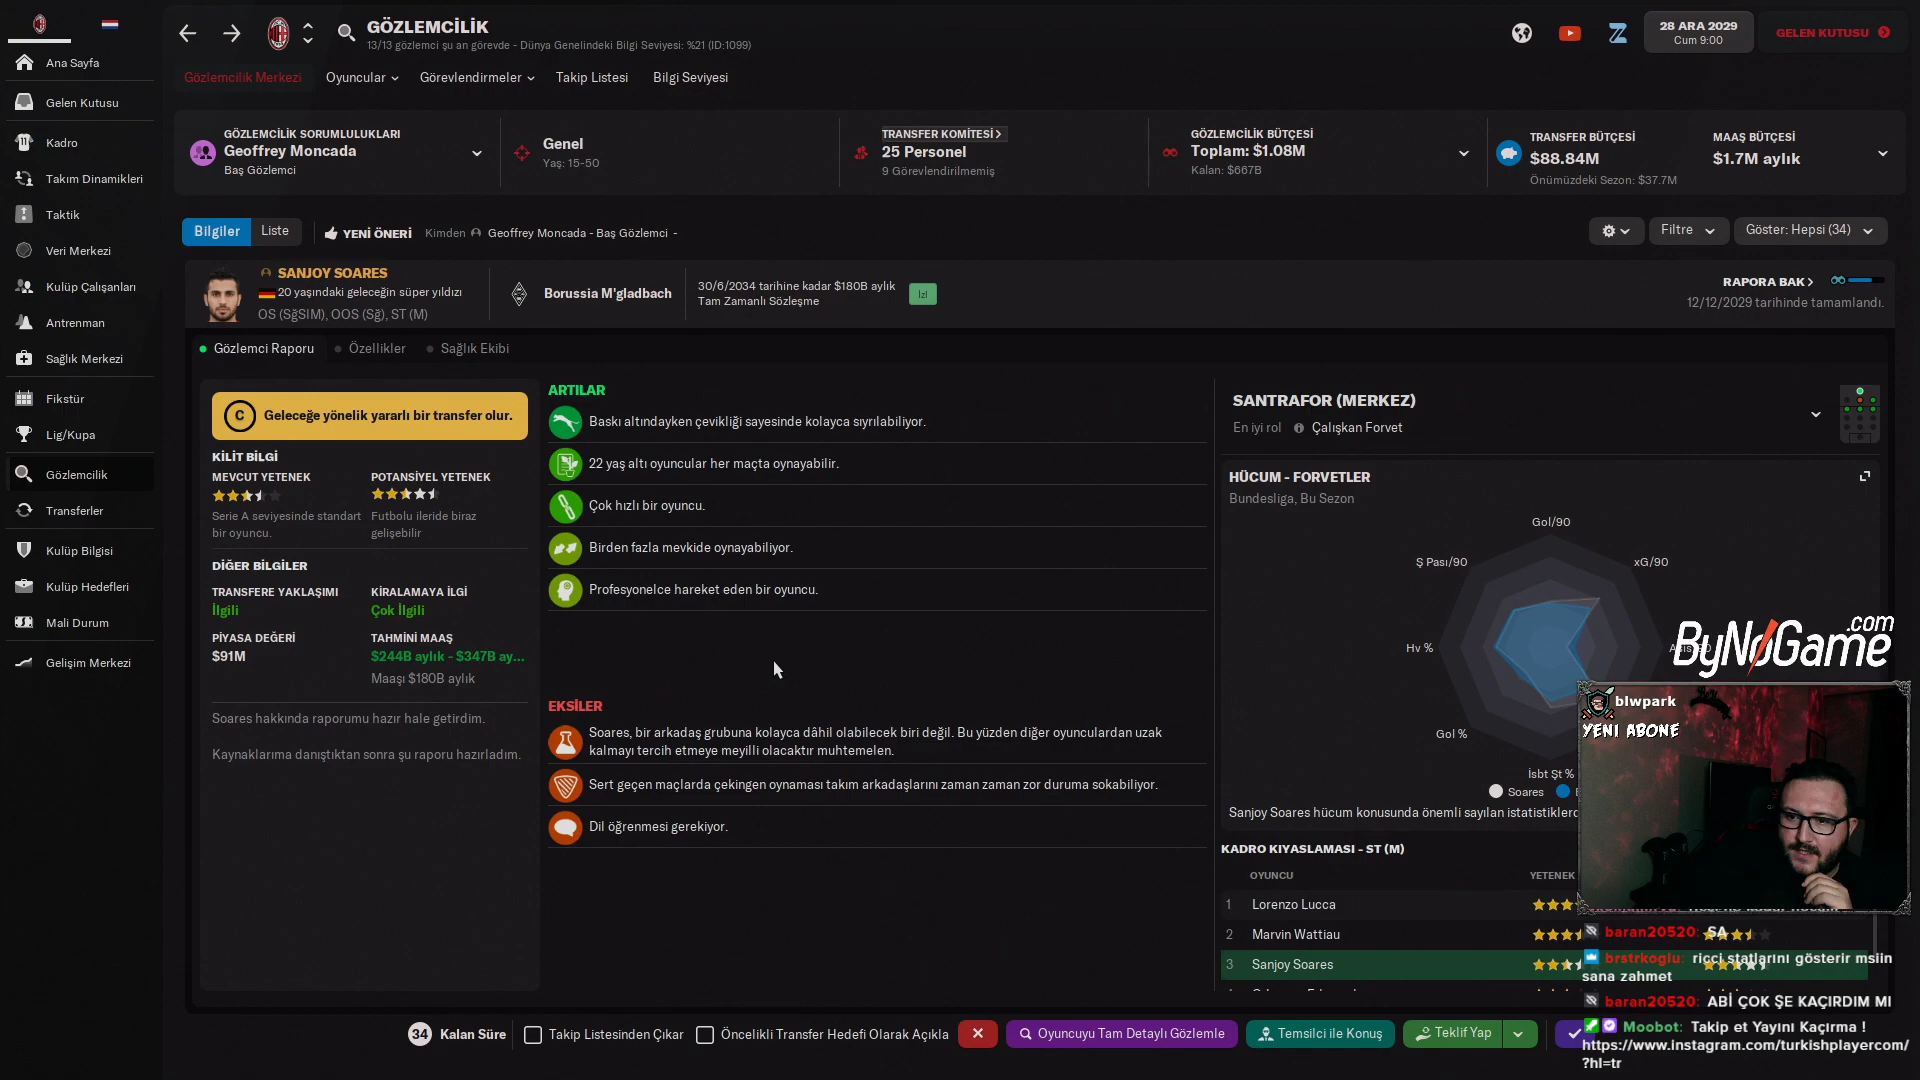 GÖZLEMCİLİK
13/13 gözlemci şu an görevde - Dünya Genelindeki Bilgi Seviyesi: %21 (ID:1099)
28 ARA 2029
Cum 9:00
GELEN KUTUSU
Gözlemcilik Merkezi
Oyuncular
Görevlendirmeler
Takip Listesi
Bilgi Seviyesi
Ana Sayfa
Gelen Kutusu
Kadro
Takım Dinamikleri
Taktik
Veri Merkezi
Kulüp Çalışanları
Antrenman
Sağlık Merkezi
Fikstür
Lig/Kupa
Gözlemcilik
Transferler
Kulüp Bilgisi
Kulüp Hedefleri
Mali Durum
Gelişim Merkezi
GÖZLEMCİLİK SORUMLULUKLARI
Geoffrey Moncada
Baş Gözlemci
Genel
Yaş: 15-50
TRANSFER KOMİTESİ >
25 Personel
9 Görevlendirilmemiş
GÖZLEMCİLİK BÜTÇESİ
Toplam: $1.08M
Kalan: $667B
TRANSFER BÜTÇESİ
$88.84M
Önümüzdeki Sezon: $37.7M
MAAŞ BÜTÇESİ
$1.7M aylık
Bilgiler
Liste
YENİ ÖNERİ
Kimden Geoffrey Moncada - Baş Gözlemci -
Filtre
Göster: Hepsi (34)
SANJOY SOARES
20 yaşındaki geleceğin süper yıldızı
OS (SğSlM), OOS (Sğ), ST (M)
Borussia M'gladbach
30/6/2034 tarihine kadar $180B aylık
Tam Zamanlı Sözleşme
İzl
RAPORA BAK >
12/12/2029 tarihinde tamamlandı.
Gözlemci Raporu
Özellikler
Sağlık Ekibi
C Geleceğe yönelik yararlı bir transfer olur.
KİLİT BİLGİ
MEVCUT YETENEK
Serie A seviyesinde standart
bir oyuncu.
POTANSİYEL YETENEK
Futbolu ileride biraz
gelişebilir
DİĞER BİLGİLER
TRANSFERE YAKLAŞIMI
İlgili
KİRALAMAYA İLGİ
Çok İlgili
PİYASA DEĞERİ
$91M
TAHMİNİ MAAŞ
$244B aylık - $347B ay...
Maaşı $180B aylık
Soares hakkında raporumu hazır hale getirdim.
Kaynaklarıma danıştıktan sonra şu raporu hazırladım.
ARTILAR
Baskı altındayken çevikliği sayesinde kolayca sıyrılabiliyor.
22 yaş altı oyuncular her maçta oynayabilir.
Çok hızlı bir oyuncu.
Birden fazla mevkide oynayabiliyor.
Profesyonelce hareket eden bir oyuncu.
EKSİLER
Soares, bir arkadaş grubuna kolayca dâhil olabilecek biri değil. Bu yüzden diğer oyunculardan uzak
kalmayı tercih etmeye meyilli olacaktır muhtemelen.
Sert geçen maçlarda çekingen oynaması takım arkadaşlarını zaman zaman zor duruma sokabiliyor.
Dil öğrenmesi gerekiyor.
SANTRAFOR (MERKEZ)
En iyi rol Çalışkan Forvet
HÜCUM - FORVETLER
Bundesliga, Bu Sezon
Gol/90
Ş Pası/90
xG/90
Hv %
Gol %
İsbt Şt %
Soares
Sanjoy Soares hücum konusunda önemli sayılan istatistiklerd
KADRO KIYASLAMASI - ST (M)
OYUNCU
YETENEK
1 Lorenzo Lucca
2 Marvin Wattiau
3 Sanjoy Soares
ByNoGame.com
blwpark
YENİ ABONE
baran20520: SA
brstrkoglu: ricci statlarını gösterir msiin
sana zahmet
baran20520: ABİ ÇOK ŞE KAÇIRDIM MI
Moobot: Takip et Yayını Kaçırma !
https://www.instagram.com/turkishplayercom/
?hl=tr
34 Kalan Süre
Takip Listesinden Çıkar
Öncelikli Transfer Hedefi Olarak Açıkla
Oyuncuyu Tam Detaylı Gözlemle
Temsilci ile Konuş
Teklif Yap